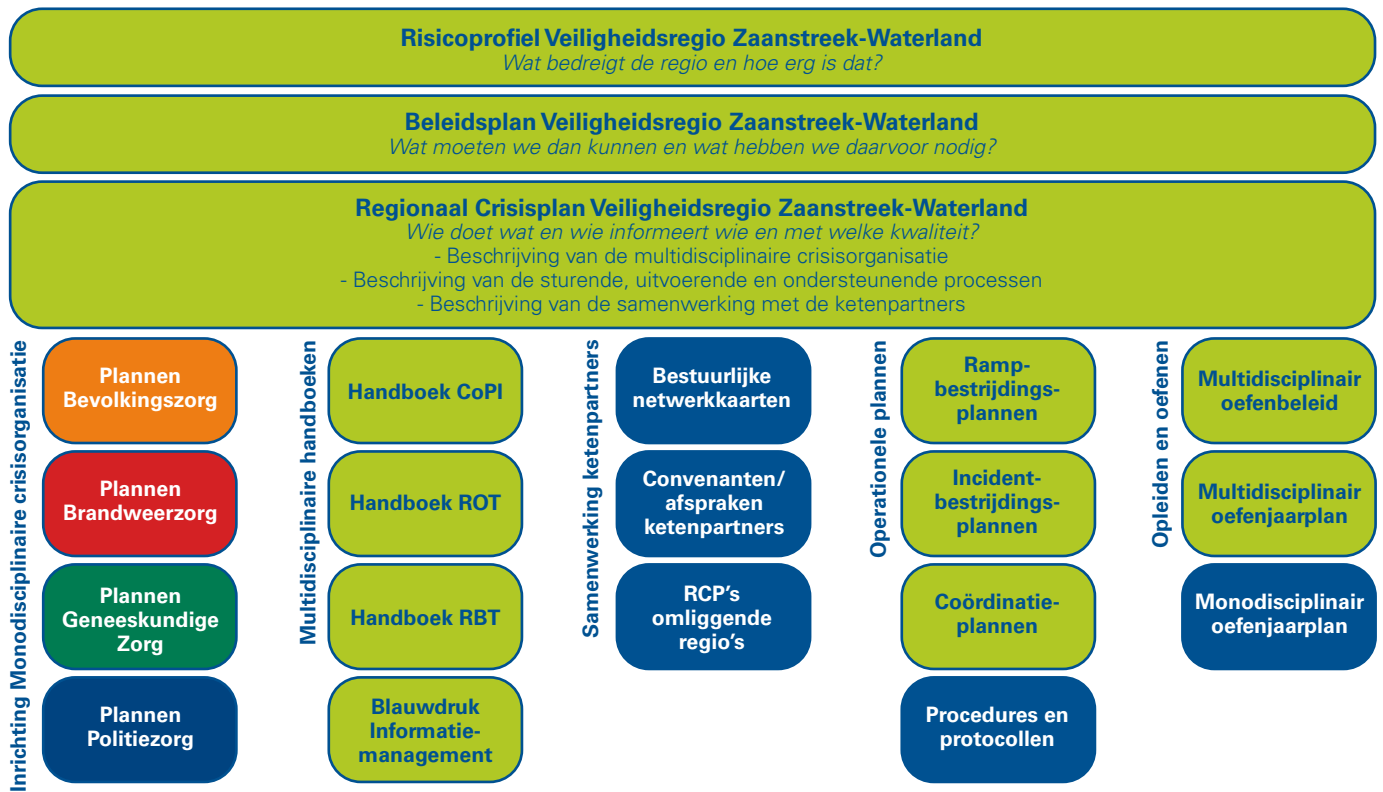 Risicoprofiel Veiligheidsregio Zaanstreek-Waterland
Wat bedreigt de regio en hoe erg is dat?
Beleidsplan Veiligheidsregio Zaanstreek-Waterland
Wat moeten we dan kunnen en wat hebben we daarvoor nodig?
Regionaal Crisisplan Veiligheidsregio Zaanstreek-Waterland
Wie doet wat en wie informeert wie en met welke kwaliteit?
- Beschrijving van de multidisciplinaire crisisorganisatie
- Beschrijving van de sturende, uitvoerende en ondersteunende processen
- Beschrijving van de samenwerking met de ketenpartners
Inrichting Monodisciplinaire crisisorganisatie
Plannen
Bevolkingszorg
Plannen
Brandweerzorg
Plannen
Geneeskundige
Zorg
Plannen
Politiezorg
Multidisciplinaire handboeken
Handboek CoPI
Handboek ROT
Handboek RBT
Blauwdruk
Informatie-
management
Samenwerking ketenpartners
Bestuurlijke
netwerkkaarten
Convenanten/
afspraken
ketenpartners
RCP's
omliggende
regio's
Operationele plannen
Ramp-
bestrijdings-
plannen
Incident-
bestrijdings-
plannen
Coördinatie-
plannen
Procedures en
protocollen
Opleiden en oefenen
Multidisciplinair
oefenbeleid
Multidisciplinair
oefenjaarplan
Monodisciplinair
oefenjaarplan